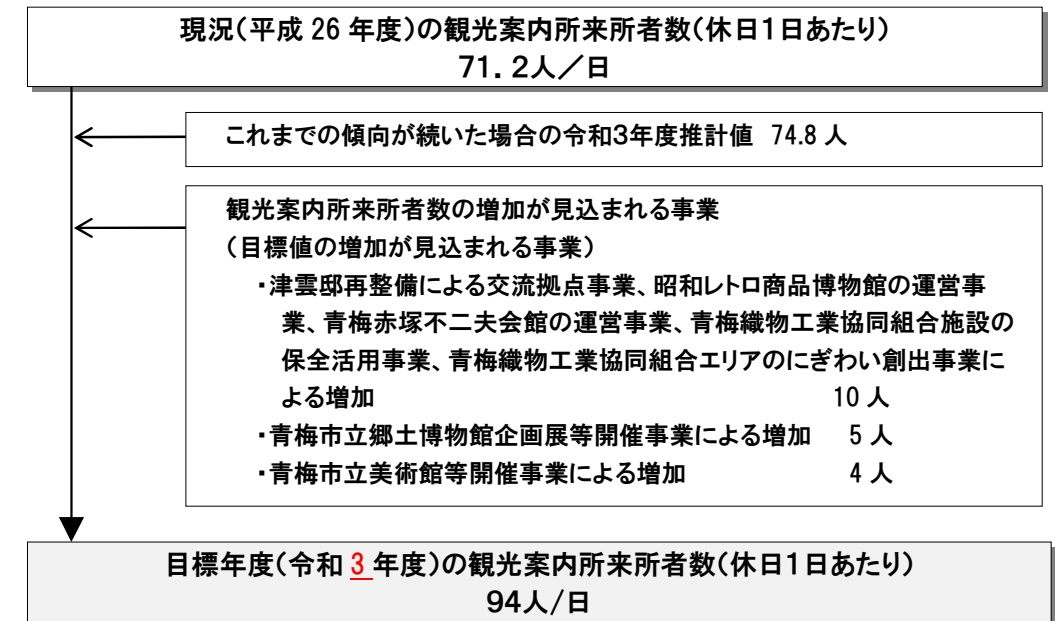 現況(平成 26 年度)の観光案内所来所者数(休日1日あたり)
71.2人/日
これまでの傾向が続いた場合の令和3年度推計値 74.8 人
観光案内所来所者数の増加が見込まれる事業
(目標値の増加が見込まれる事業)
・津雲邸再整備による交流拠点事業、昭和レトロ商品博物館の運営事
業、青梅赤塚不二夫会館の運営事業、青梅織物工業協同組合施設の
保全活用事業、青梅織物工業協同組合エリアのにぎわい創出事業に
よる増加 10 人
・青梅市立郷土博物館企画展等開催事業による増加 5 人
・青梅市立美術館等開催事業による増加 4 人
目標年度(令和 3 年度)の観光案内所来所者数(休日1日あたり)
94人/日